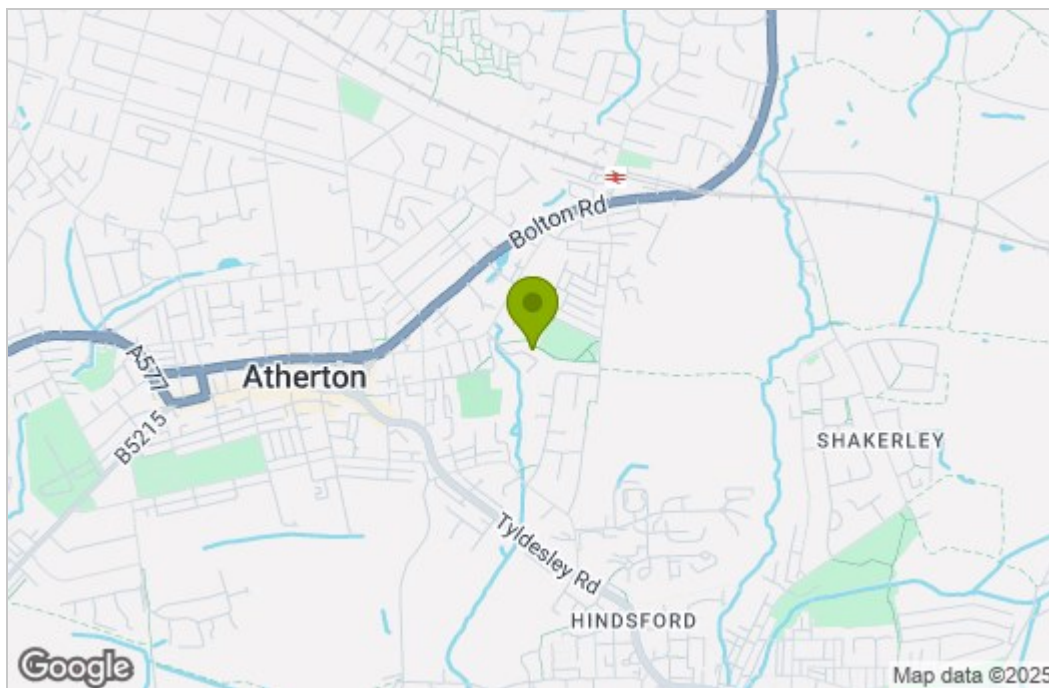 Bolton Rd
A577
Atherton
B5215
SHAKERLEY
Tyldesley Rd
HINDSFORD
Google
Map data ©2025